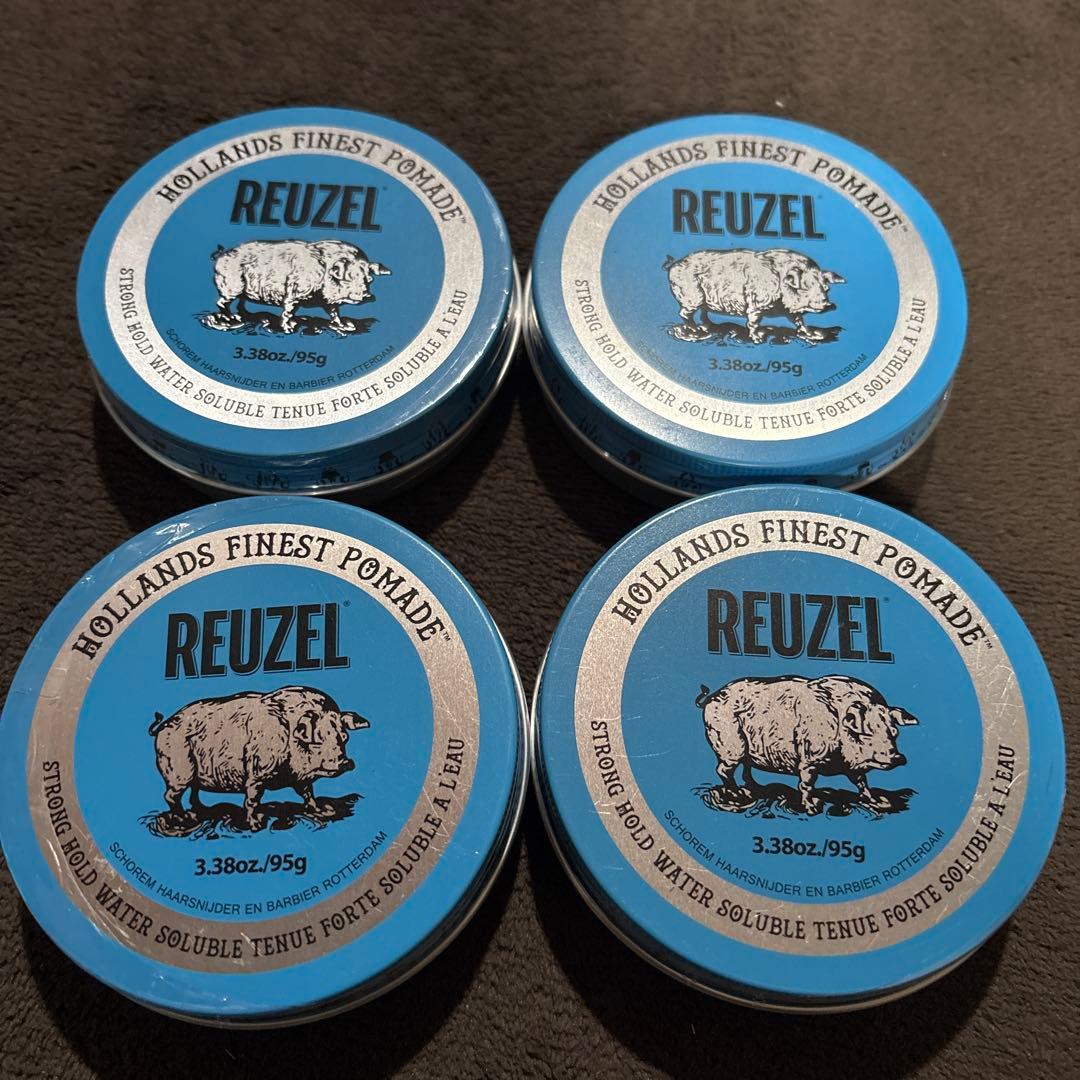 HOLLANDS FINEST POMADE™
REUZEL®
3.38oz./95g
SCHOREM HAARSNIJDER EN BARBIER ROTTERDAM
STRONG HOLD WATER SOLUBLE TENUE FORTE SOLUBLE A L'EAU
HOLLANDS FINEST POMADE™
REUZEL®
3.38oz./95g
SCHOREM HAARSNIJDER EN BARBIER ROTTERDAM
STRONG HOLD WATER SOLUBLE TENUE FORTE SOLUBLE A L'EAU
HOLLANDS FINEST POMADE™
REUZEL®
3.38oz./95g
SCHOREM HAARSNIJDER EN BARBIER ROTTERDAM
STRONG HOLD WATER SOLUBLE TENUE FORTE SOLUBLE A L'EAU
HOLLANDS FINEST POMADE™
REUZEL®
3.38oz./95g
SCHOREM HAARSNIJDER EN BARBIER ROTTERDAM
STRONG HOLD WATER SOLUBLE TENUE FORTE SOLUBLE A L'EAU